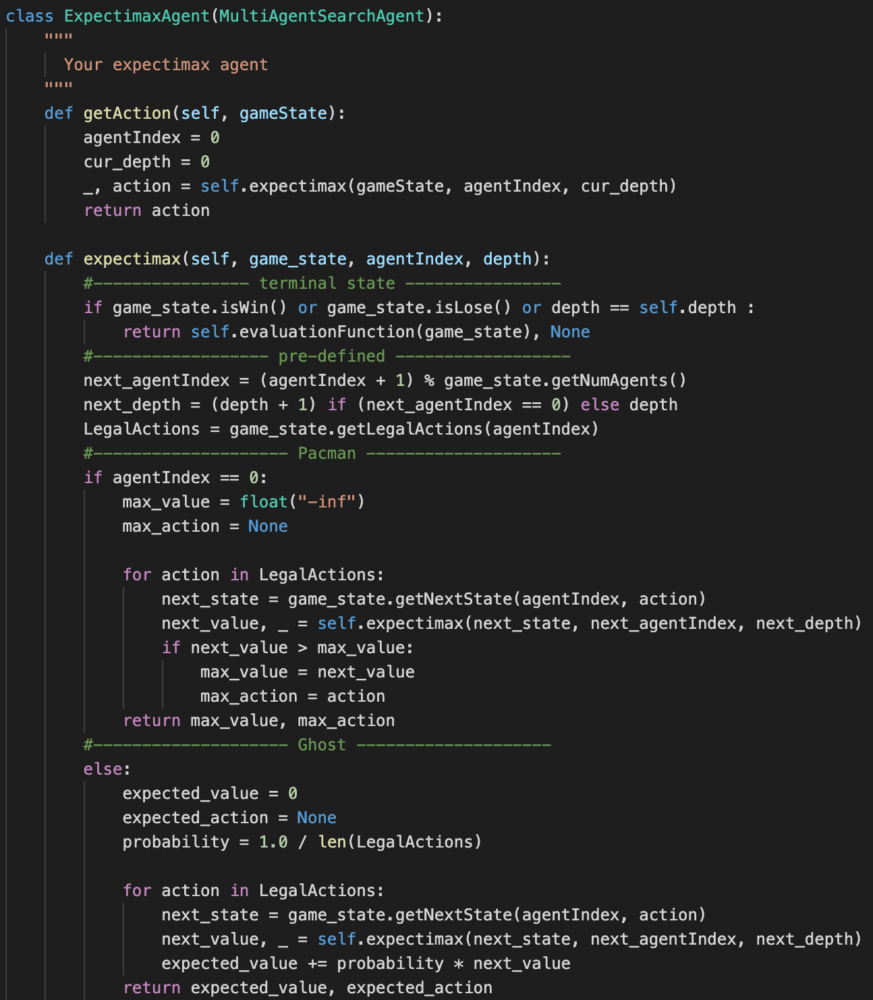 class ExpectimaxAgent(MultiAgentSearchAgent):
    """
      Your expectimax agent
    """
    def getAction(self, gameState):
        agentIndex = 0
        cur_depth = 0
        _, action = self.expectimax(gameState, agentIndex, cur_depth)
        return action

    def expectimax(self, game_state, agentIndex, depth):
        #---------------- terminal state ----------------
        if game_state.isWin() or game_state.isLose() or depth == self.depth :
            return self.evaluationFunction(game_state), None
        #------------------ pre-defined ------------------
        next_agentIndex = (agentIndex + 1) % game_state.getNumAgents()
        next_depth = (depth + 1) if (next_agentIndex == 0) else depth
        LegalActions = game_state.getLegalActions(agentIndex)
        #-------------------- Pacman --------------------
        if agentIndex == 0:
            max_value = float("-inf")
            max_action = None

            for action in LegalActions:
                next_state = game_state.getNextState(agentIndex, action)
                next_value, _ = self.expectimax(next_state, next_agentIndex, next_depth)
                if next_value > max_value:
                    max_value = next_value
                    max_action = action
            return max_value, max_action
        #-------------------- Ghost --------------------
        else:
            expected_value = 0
            expected_action = None
            probability = 1.0 / len(LegalActions)

            for action in LegalActions:
                next_state = game_state.getNextState(agentIndex, action)
                next_value, _ = self.expectimax(next_state, next_agentIndex, next_depth)
                expected_value += probability * next_value
            return expected_value, expected_action